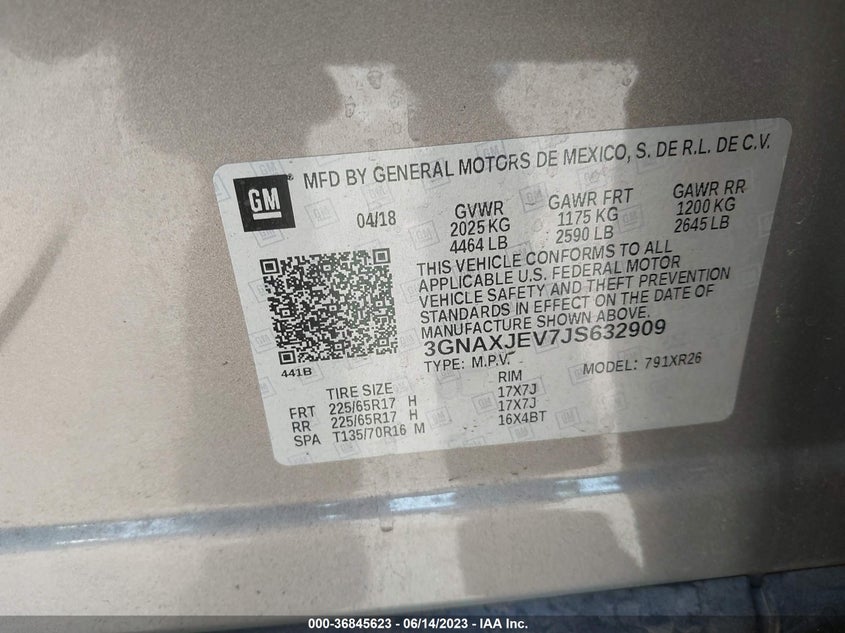 GM
®
MFD BY GENERAL MOTORS DE MEXICO, S. DE R.L. DE C.V.
04/18
GVWR
2025 KG
4464 LB
GAWR FRT
1175 KG
2590 LB
GAWR RR
1200 KG
2645 LB
THIS VEHICLE CONFORMS TO ALL
APPLICABLE U.S. FEDERAL MOTOR
VEHICLE SAFETY AND THEFT PREVENTION
STANDARDS IN EFFECT ON THE DATE OF
MANUFACTURE SHOWN ABOVE.
3GNAXJEV7JS632909
TYPE: M.P.V.
MODEL: 791XR26
441B
TIRE SIZE
RIM
FRT 225/65R17 H 17X7J
RR 225/65R17 H 17X7J
SPA T135/70R16 M 16X4BT
000-36845623 - 06/14/2023 - IAA Inc.